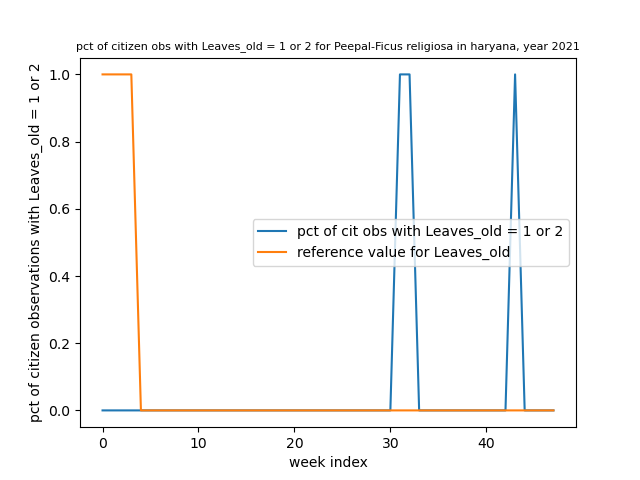 pct of citizen obs with Leaves_old = 1 or 2 for Peepal-Ficus religiosa in haryana, year 2021
pct of citizen observations with Leaves_old = 1 or 2
1.0
0.8
0.6
0.4
0.2
0.0
pct of cit obs with Leaves_old = 1 or 2
reference value for Leaves_old
0 10 20 30 40
week index